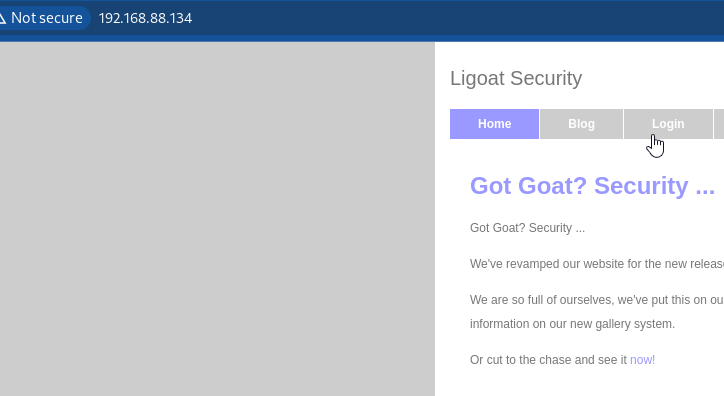 Not secure 192.168.88.134
Ligoat Security
Home Blog Login
Got Goat? Security ...
Got Goat? Security ...
We've revamped our website for the new
We are so full of ourselves, we've put this on
information on our new gallery system.
Or cut to the chase and see it now!